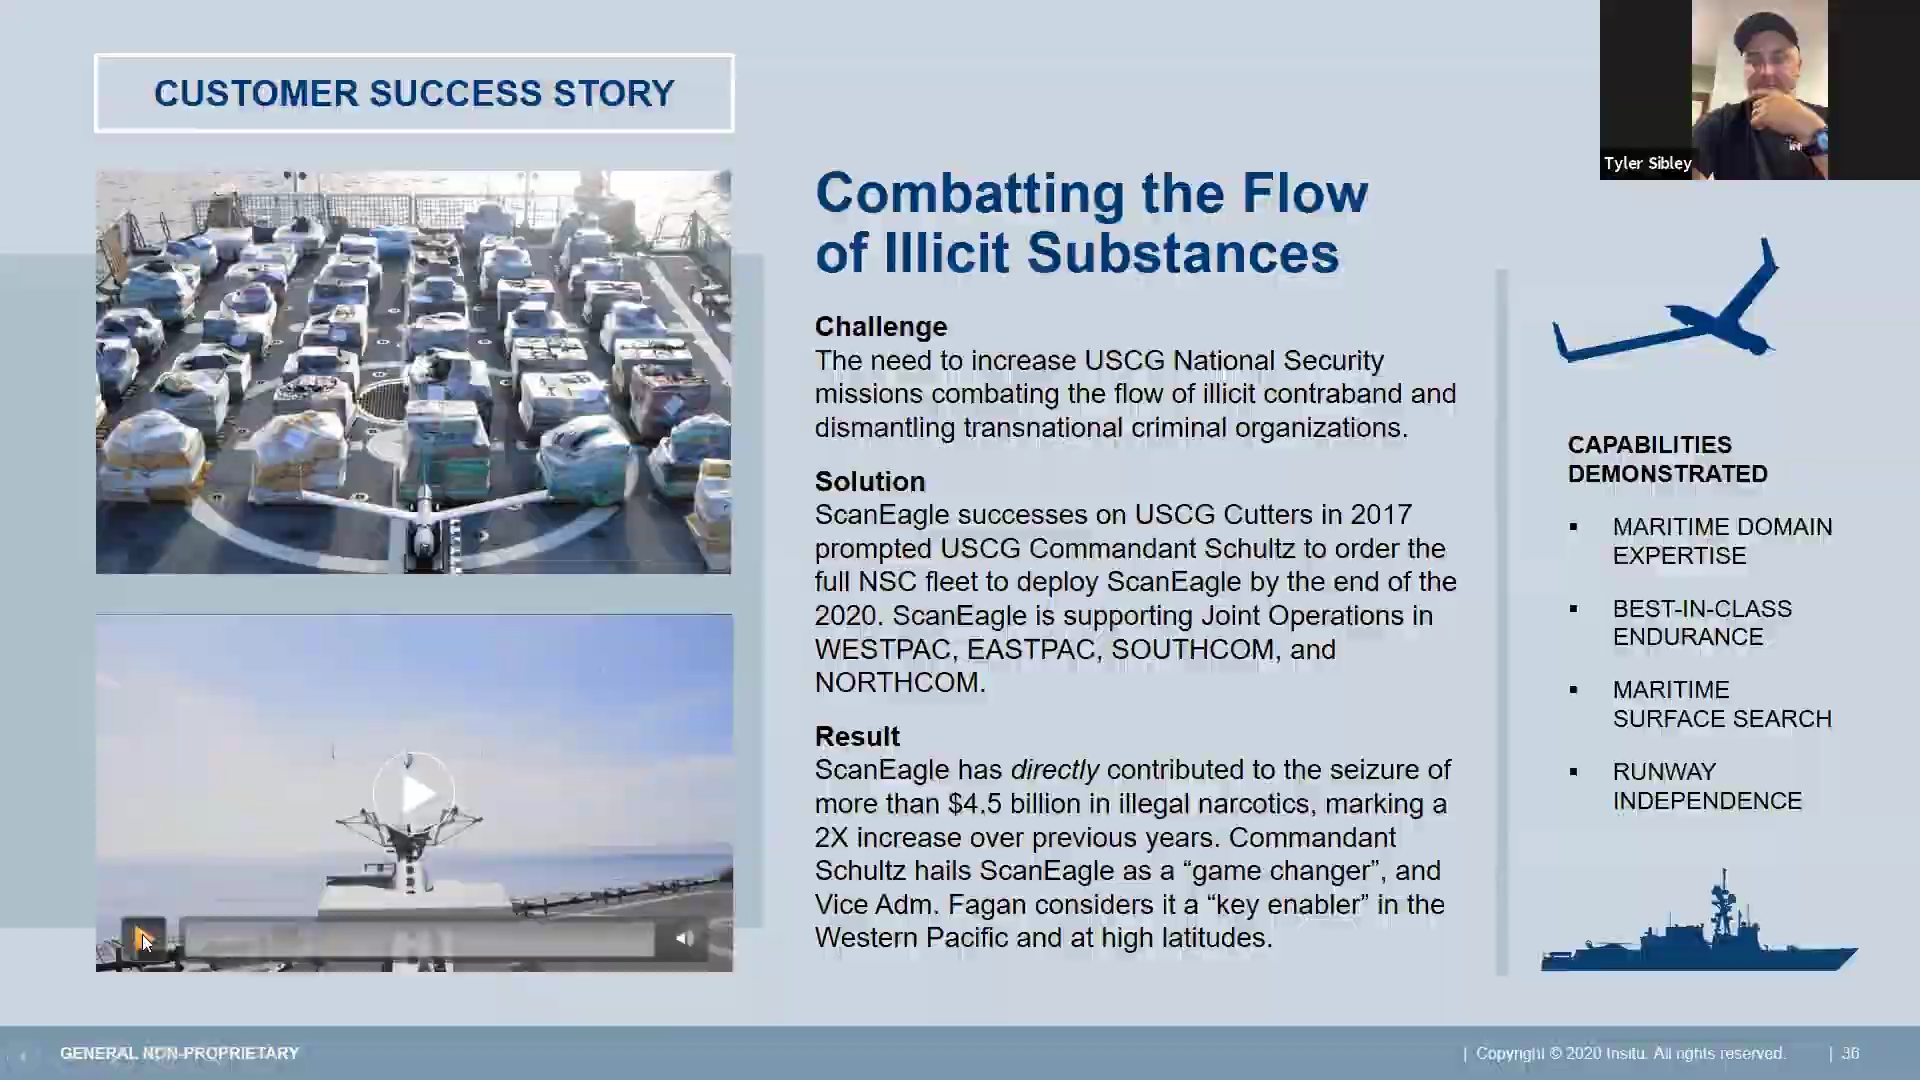 CUSTOMER SUCCESS STORY
Tyler Sibley
Combatting the Flow
of Illicit Substances
Challenge
The need to increase USCG National Security
missions combating the flow of illicit contraband and
dismantling transnational criminal organizations.
Solution
ScanEagle successes on USCG Cutters in 2017
prompted USCG Commandant Schultz to order the
full NSC fleet to deploy ScanEagle by the end of the
2020. ScanEagle is supporting Joint Operations in
WESTPAC, EASTPAC, SOUTHCOM, and
NORTHCOM.
Result
ScanEagle has directly contributed to the seizure of
more than $4.5 billion in illegal narcotics, marking a
2X increase over previous years. Commandant
Schultz hails ScanEagle as a “game changer”, and
Vice Adm. Fagan considers it a “key enabler” in the
Western Pacific and at high latitudes.
CAPABILITIES
DEMONSTRATED
▪ MARITIME DOMAIN
EXPERTISE
▪ BEST-IN-CLASS
ENDURANCE
▪ MARITIME
SURFACE SEARCH
▪ RUNWAY
INDEPENDENCE
GENERAL NON-PROPRIETARY
| Copyright © 2020 Insitu. All rights reserved. | 36